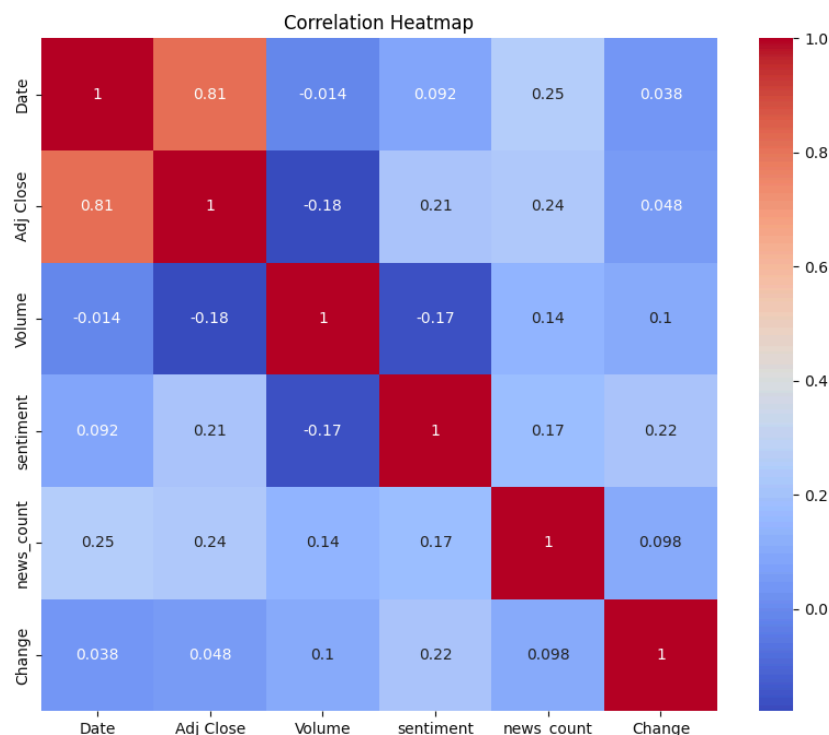 Correlation Heatmap
Date 1 0.81 -0.014 0.092 0.25 0.038
Adj Close 0.81 1 -0.18 0.21 0.24 0.048
Volume -0.014 -0.18 1 -0.17 0.14 0.1
sentiment 0.092 0.21 -0.17 1 0.17 0.22
news_count 0.25 0.24 0.14 0.17 1 0.098
Change 0.038 0.048 0.1 0.22 0.098 1
Date Adj Close Volume sentiment news_count Change
1.0
0.8
0.6
0.4
0.2
0.0